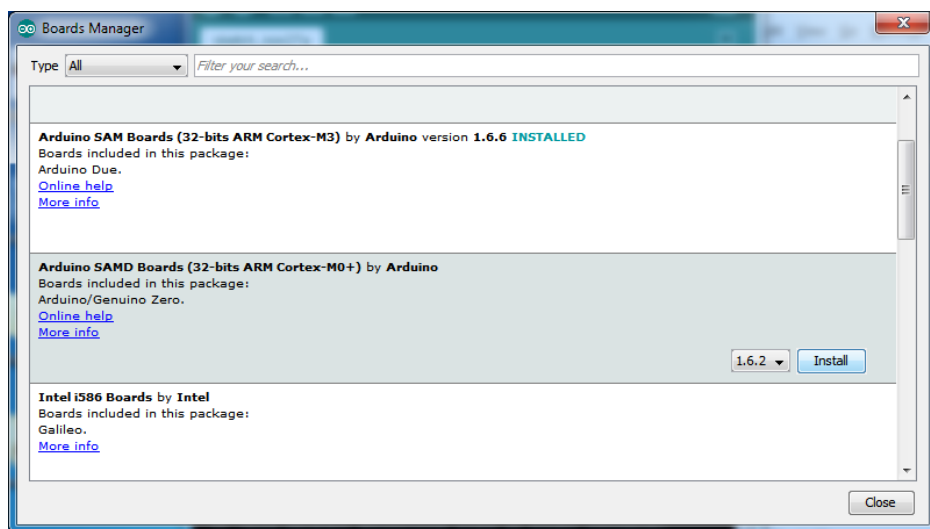 Boards Manager
Type All Filter your search...
Arduino SAM Boards (32-bits ARM Cortex-M3) by Arduino version 1.6.6 INSTALLED
Boards included in this package:
Arduino Due.
Online help
More info
Arduino SAMD Boards (32-bits ARM Cortex-M0+) by Arduino
Boards included in this package:
Arduino/Genuino Zero.
Online help
More info
1.6.2 Install
Intel i586 Boards by Intel
Boards included in this package:
Galileo.
More info
Close